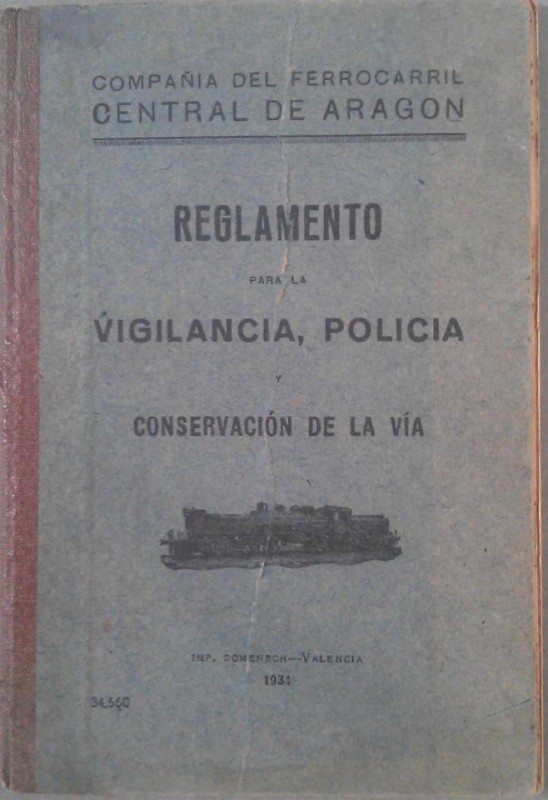 COMPAÑIA DEL FERROCARRIL
CENTRAL DE ARAGON
REGLAMENTO
PARA LA
VIGILANCIA, POLICIA
Y
CONSERVACIÓN DE LA VÍA
IMP. DOMENECH—VALENCIA
1931
34,550